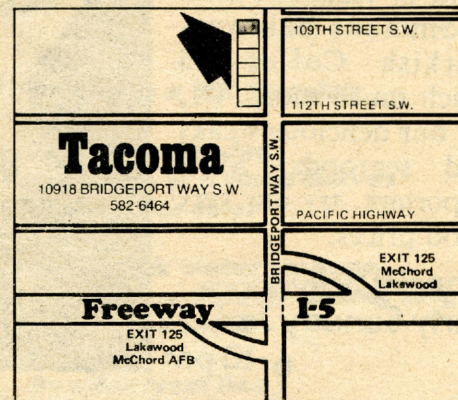 109TH STREET S.W.
112TH STREET S.W.
Tacoma
10918 BRIDGEPORT WAY S.W.
582-6464
BRIDGEPORT WAY S.W.
PACIFIC HIGHWAY
EXIT 125
McChord
Lakewood
Freeway I-5
EXIT 125
Lakewood
McChord AFB